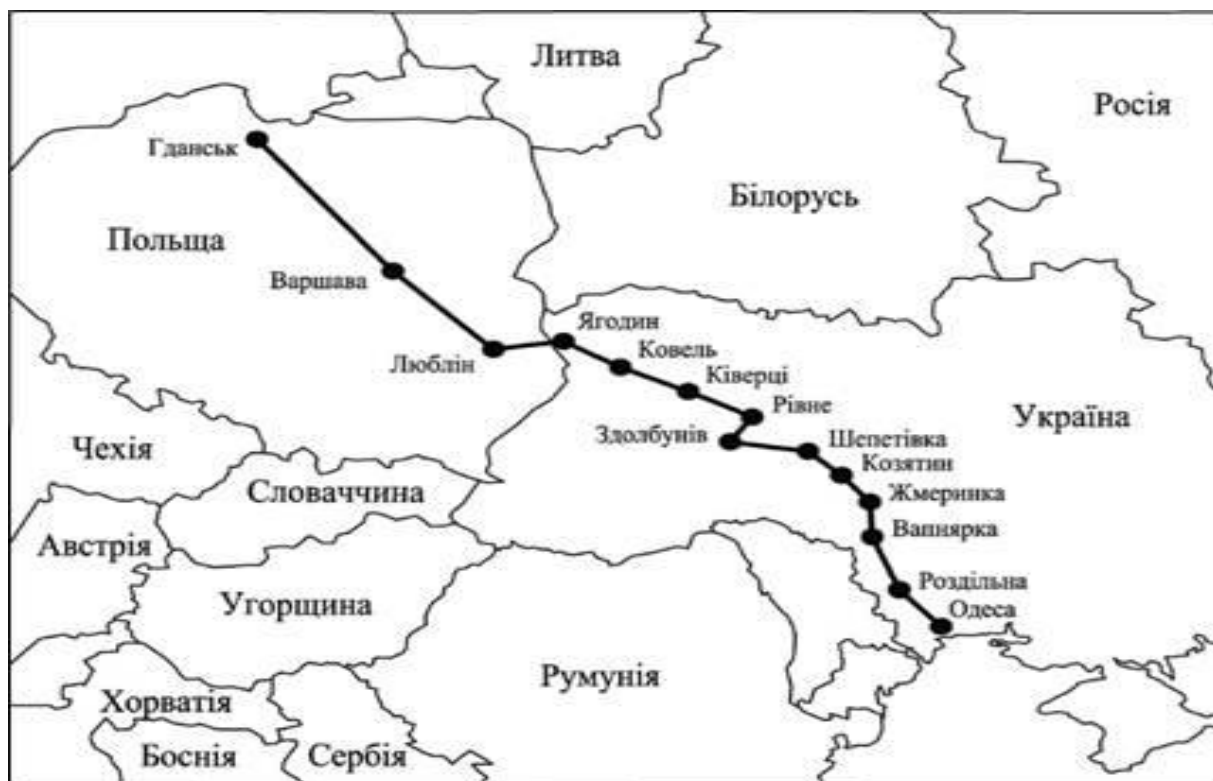 Литва
Росія
Гданськ
Білорусь
Польща
Варшава
Ягодин
Люблін
Ковель
Ківерці
Рівне
Україна
Здолбунів
Шепетівка
Чехія
Козятин
Словаччина
Жмеринка
Вапнярка
Австрія
Роздільна
Угорщина
Одеса
Румунія
Хорватія
Боснія
Сербія